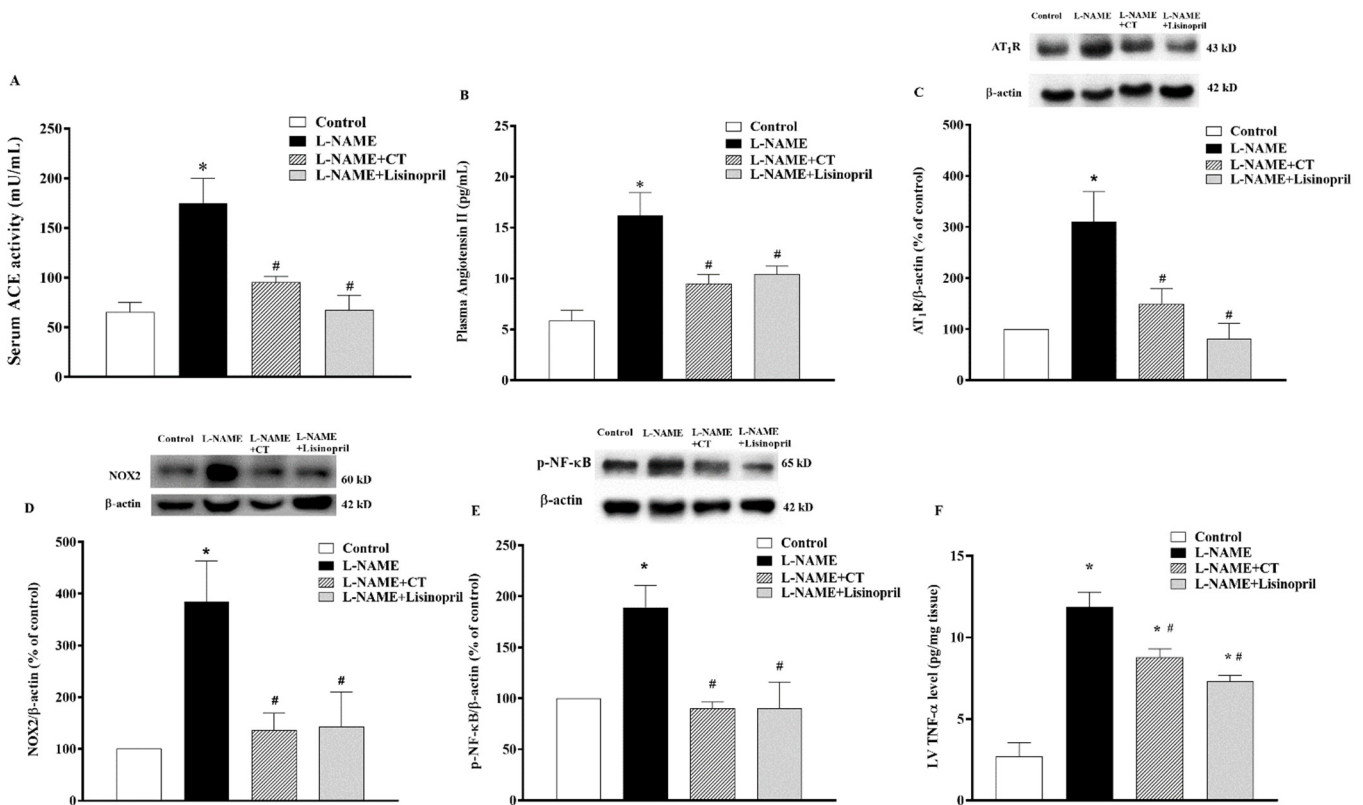 A
Serum ACE activity (mU/mL)
250
200
150
100
50
0
*
#
#
Control
L-NAME
L-NAME+CT
L-NAME+Lisinopril
B
Plasma Angiotensin II (pg/mL)
25
20
15
10
5
0
*
#
#
Control
L-NAME
L-NAME+CT
L-NAME+Lisinopril
Control L-NAME L-NAME +CT L-NAME +Lisinopril
AT₁R 43 kD
β-actin 42 kD
C
AT₁R/β-actin (% of control)
500
400
300
200
100
0
*
#
#
Control
L-NAME
L-NAME+CT
L-NAME+Lisinopril
Control L-NAME L-NAME +CT L-NAME +Lisinopril
NOX2 60 kD
β-actin 42 kD
D
NOX2/β-actin (% of control)
500
400
300
200
100
0
*
#
#
Control
L-NAME
L-NAME+CT
L-NAME+Lisinopril
Control L-NAME L-NAME +CT L-NAME +Lisinopril
p-NF-κB 65 kD
β-actin 42 kD
E
p-NF-κB/β-actin (% of control)
250
200
150
100
50
0
*
#
#
Control
L-NAME
L-NAME+CT
L-NAME+Lisinopril
F
LV TNF-α level (pg/mg tissue)
15
10
5
0
*
* #
* #
Control
L-NAME
L-NAME+CT
L-NAME+Lisinopril